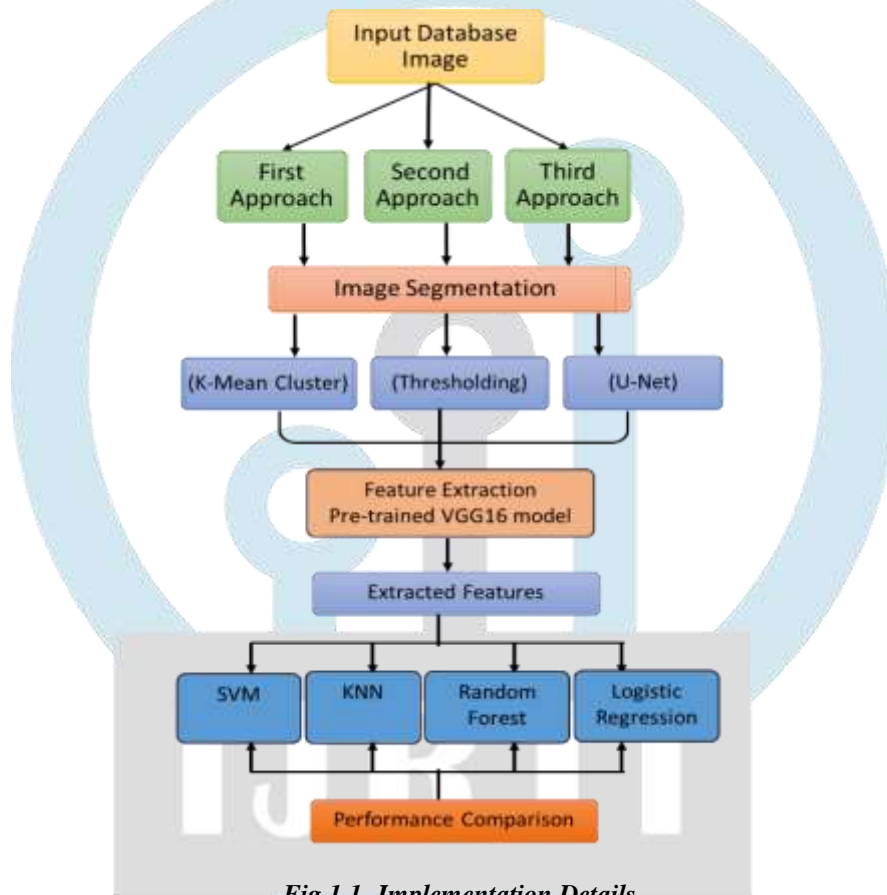 Input Database
Image
First
Approach
Second
Approach
Third
Approach
Image Segmentation
(K-Mean Cluster)
(Thresholding)
(U-Net)
Feature Extraction
Pre-trained VGG16 model
Extracted Features
SVM
KNN
Random
Forest
Logistic
Regression
Performance Comparison
Fig 1.1. Implementation Details